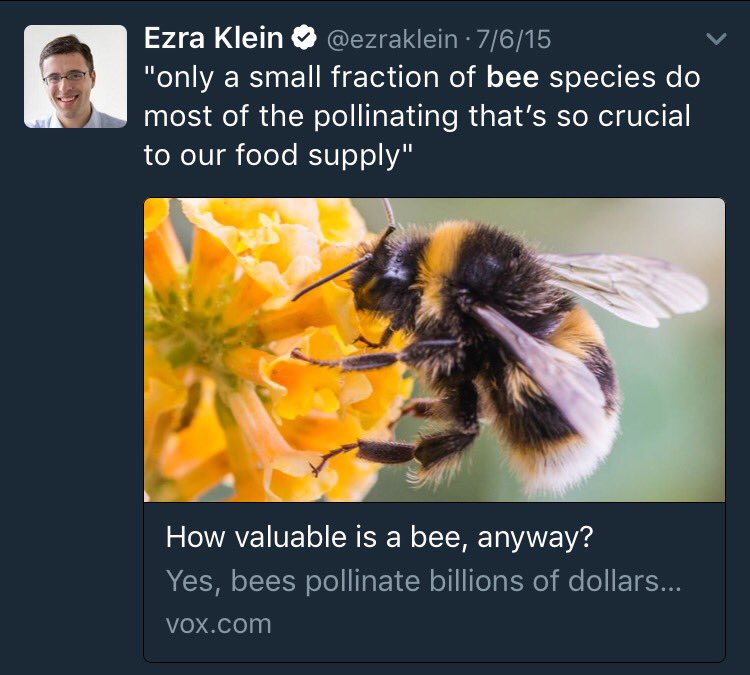 Ezra Klein @ezraklein · 7/6/15
"only a small fraction of bee species do
most of the pollinating that’s so crucial
to our food supply"
How valuable is a bee, anyway?
Yes, bees pollinate billions of dollars...
vox.com